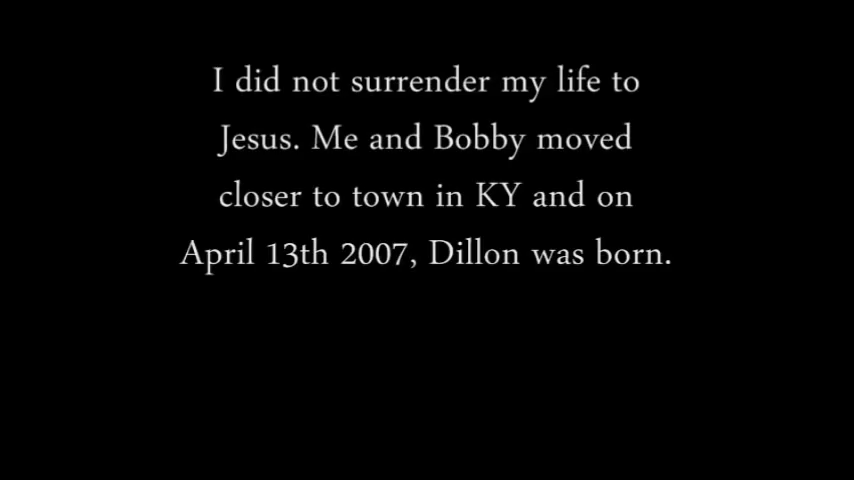 I did not surrender my life to
Jesus. Me and Bobby moved
closer to town in KY and on
April 13th 2007, Dillon was born.